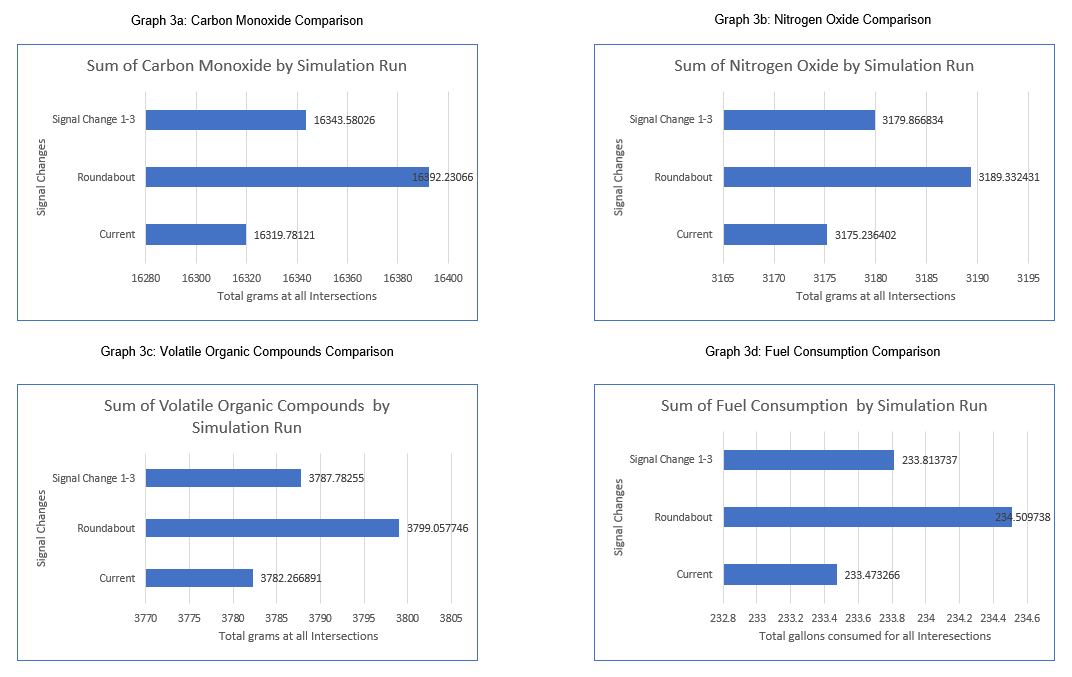 Graph 3a: Carbon Monoxide Comparison
Sum of Carbon Monoxide by Simulation Run
Signal Changes
Signal Change 1-3
16343.58026
Roundabout
16392.23066
Current
16319.78121
16280 16300 16320 16340 16360 16380 16400
Total grams at all Intersections
Graph 3b: Nitrogen Oxide Comparison
Sum of Nitrogen Oxide by Simulation Run
Signal Changes
Signal Change 1-3
3179.866834
Roundabout
3189.332431
Current
3175.236402
3165 3170 3175 3180 3185 3190 3195
Total grams at all Intersections
Graph 3c: Volatile Organic Compounds Comparison
Sum of Volatile Organic Compounds by
Simulation Run
Signal Changes
Signal Change 1-3
3787.78255
Roundabout
3799.057746
Current
3782.266891
3770 3775 3780 3785 3790 3795 3800 3805
Total grams at all Intersections
Graph 3d: Fuel Consumption Comparison
Sum of Fuel Consumption by Simulation Run
Signal Changes
Signal Change 1-3
233.813737
Roundabout
234.509738
Current
233.473266
232.8 233 233.2 233.4 233.6 233.8 234 234.2 234.4 234.6
Total gallons consumed for all Interesections